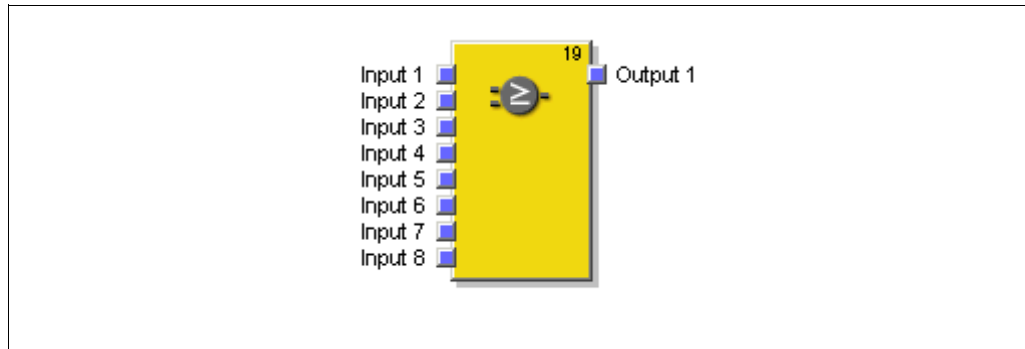 19
Input 1
Output 1
Input 2
Input 3
Input 4
Input 5
Input 6
Input 7
Input 8
≥